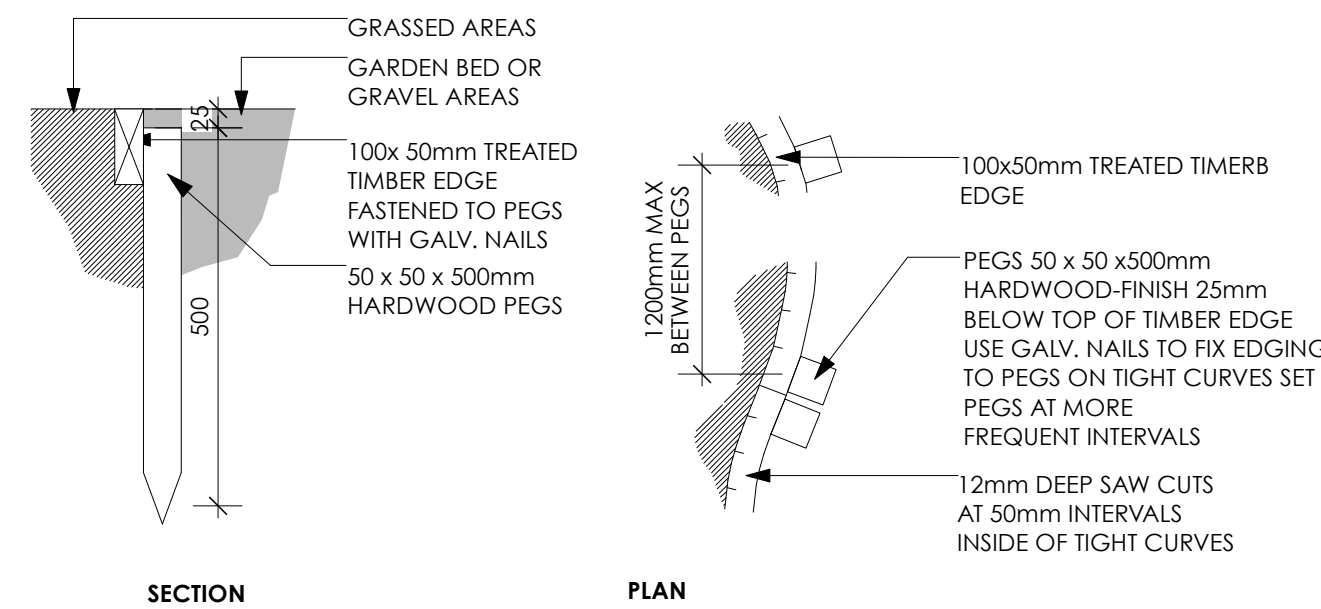 GRASSED AREAS
GARDEN BED OR
GRAVEL AREAS
25
100x 50mm TREATED
TIMBER EDGE
FASTENED TO PEGS
WITH GALV. NAILS
50 x 50 x 500mm
HARDWOOD PEGS
500
SECTION
1200mm MAX
BETWEEN PEGS
100x50mm TREATED TIMERB
EDGE
PEGS 50 x 50 x500mm
HARDWOOD-FINISH 25mm
BELOW TOP OF TIMBER EDGE
USE GALV. NAILS TO FIX EDGING
TO PEGS ON TIGHT CURVES SET
PEGS AT MORE
FREQUENT INTERVALS
12mm DEEP SAW CUTS
AT 50mm INTERVALS
INSIDE OF TIGHT CURVES
PLAN